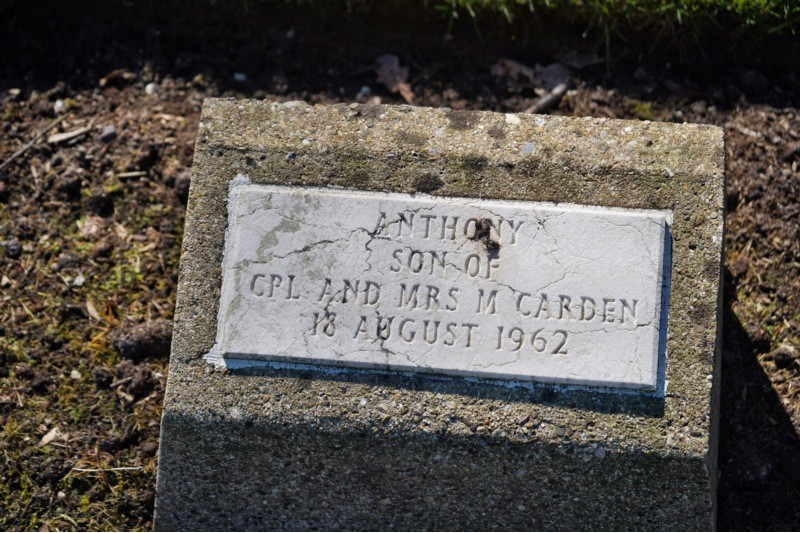 ANTHONY
SON OF
CPL AND MRS M CARDEN
18 AUGUST 1962